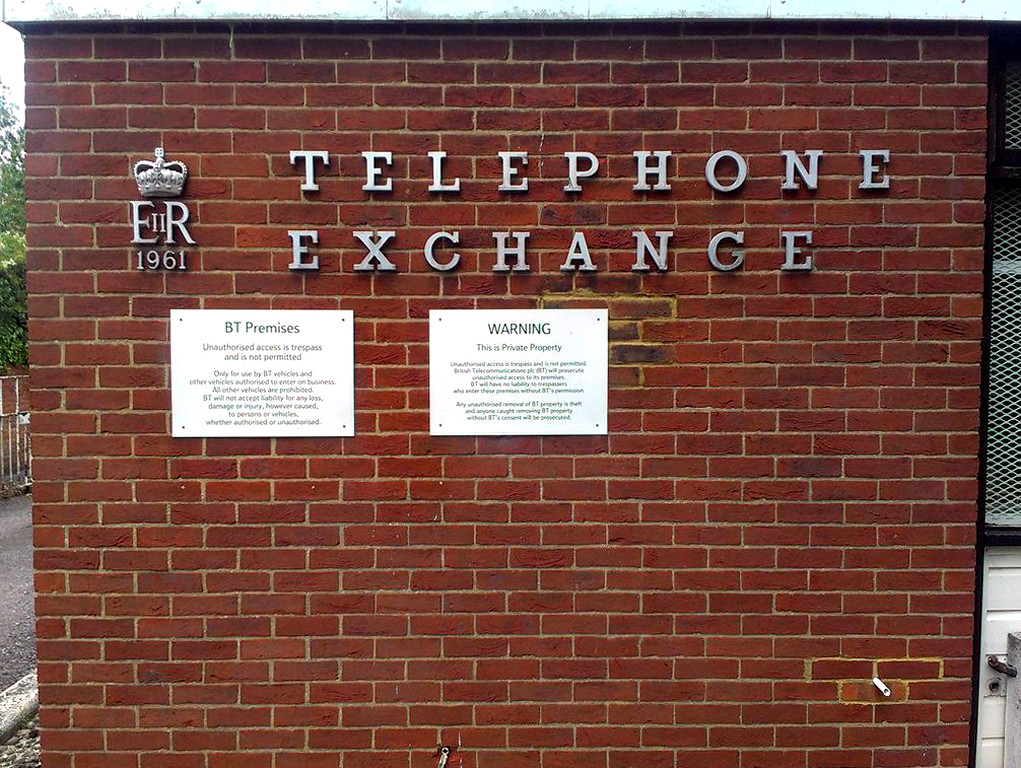 TELEPHONE
EXCHANGE
EIIR
1961
BT Premises
Unauthorised access is trespass
and is not permitted
Only for use by BT vehicles and
other vehicles authorised to enter on business.
All other vehicles are prohibited.
BT will not accept liability for any loss,
damage or injury, however caused,
to persons or vehicles,
whether authorised or unauthorised.
WARNING
This is Private Property
Unauthorised access is trespass and is not permitted.
British Telecommunications plc (BT) will prosecute
unauthorised access to its premises.
BT will have no liability to trespassers
who enter these premises without BT's permission.
Any unauthorised removal of BT property is theft
and anyone caught removing BT property
without BT's consent will be prosecuted.